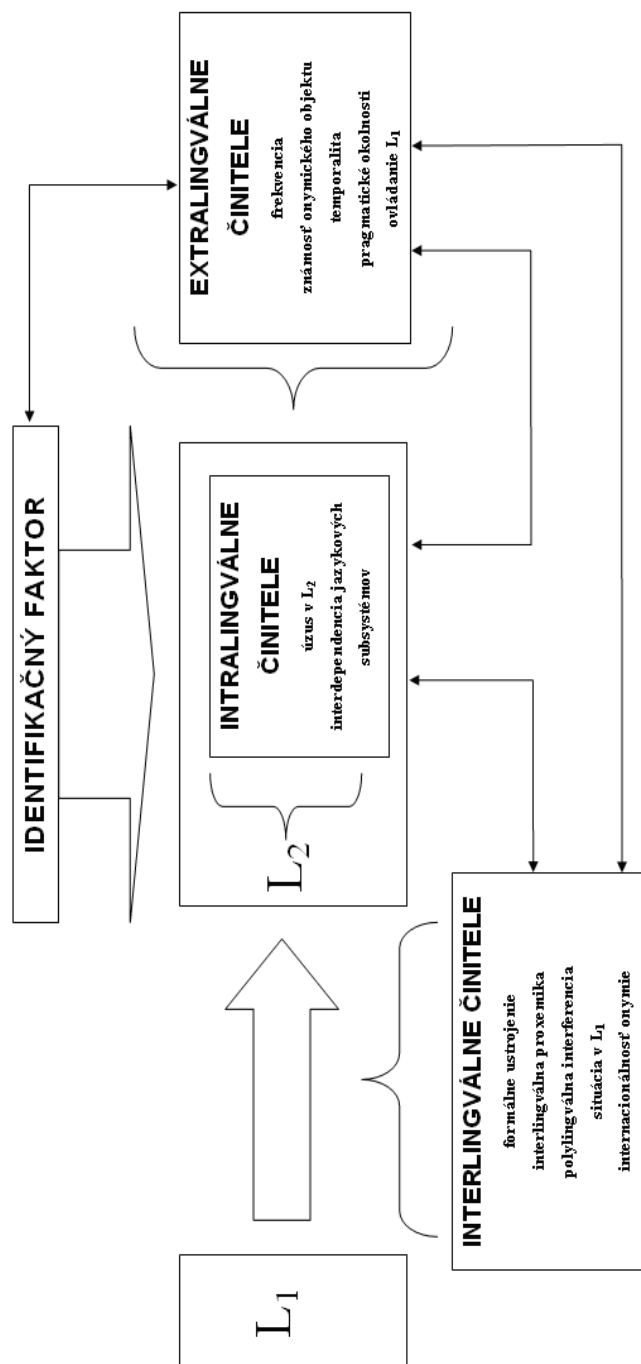 IDENTIFIKAČNÝ FAKTOR
L₁
L₂
INTRALINGVÁLNE
ČINITELE
úzus v L₂
interdependencia jazykových
subsystémov
EXTRALINGVÁLNE
ČINITELE
frekvencia
známosť onymického objektu
temporalita
pragmatické okolnosti
ovládanie L₁
INTERLINGVÁLNE ČINITELE
formálne ustrojenie
interlingválna proxemika
polylingválna interferencia
situácia v L₁
internacionálnosť onymie